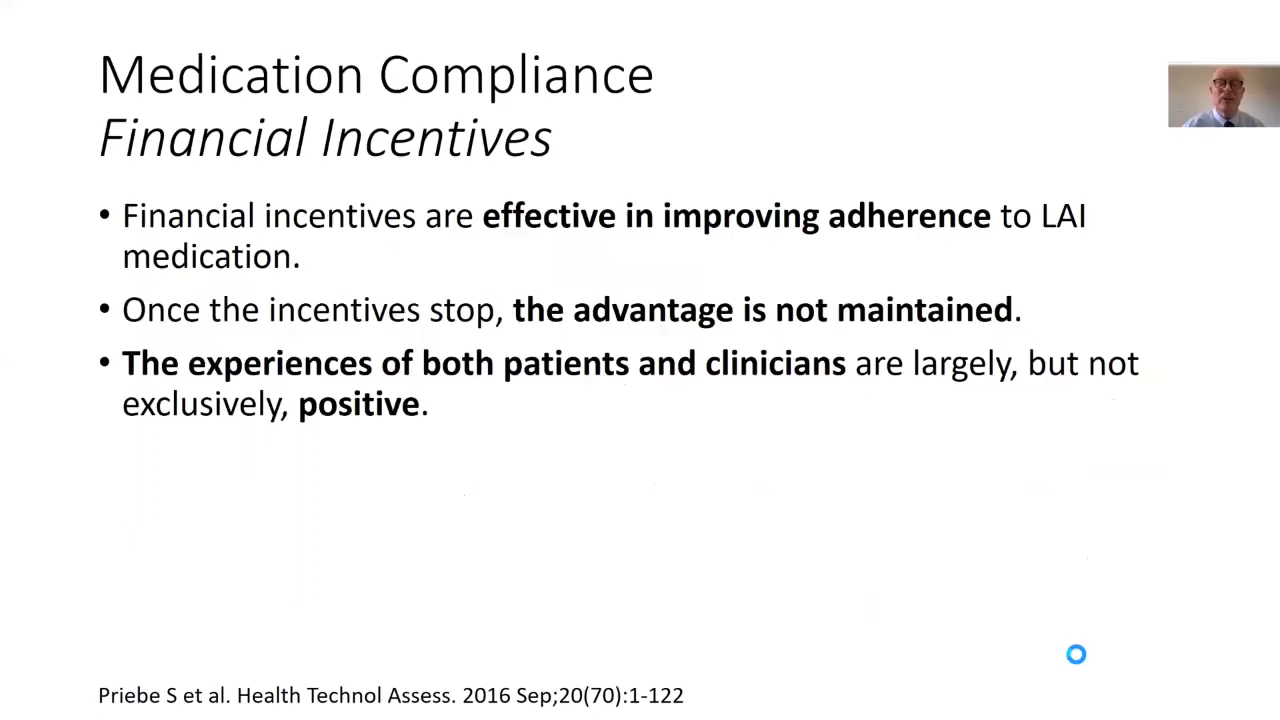 Medication Compliance
Financial Incentives
• Financial incentives are effective in improving adherence to LAI
medication.
• Once the incentives stop, the advantage is not maintained.
• The experiences of both patients and clinicians are largely, but not
exclusively, positive.
Priebe S et al. Health Technol Assess. 2016 Sep;20(70):1-122